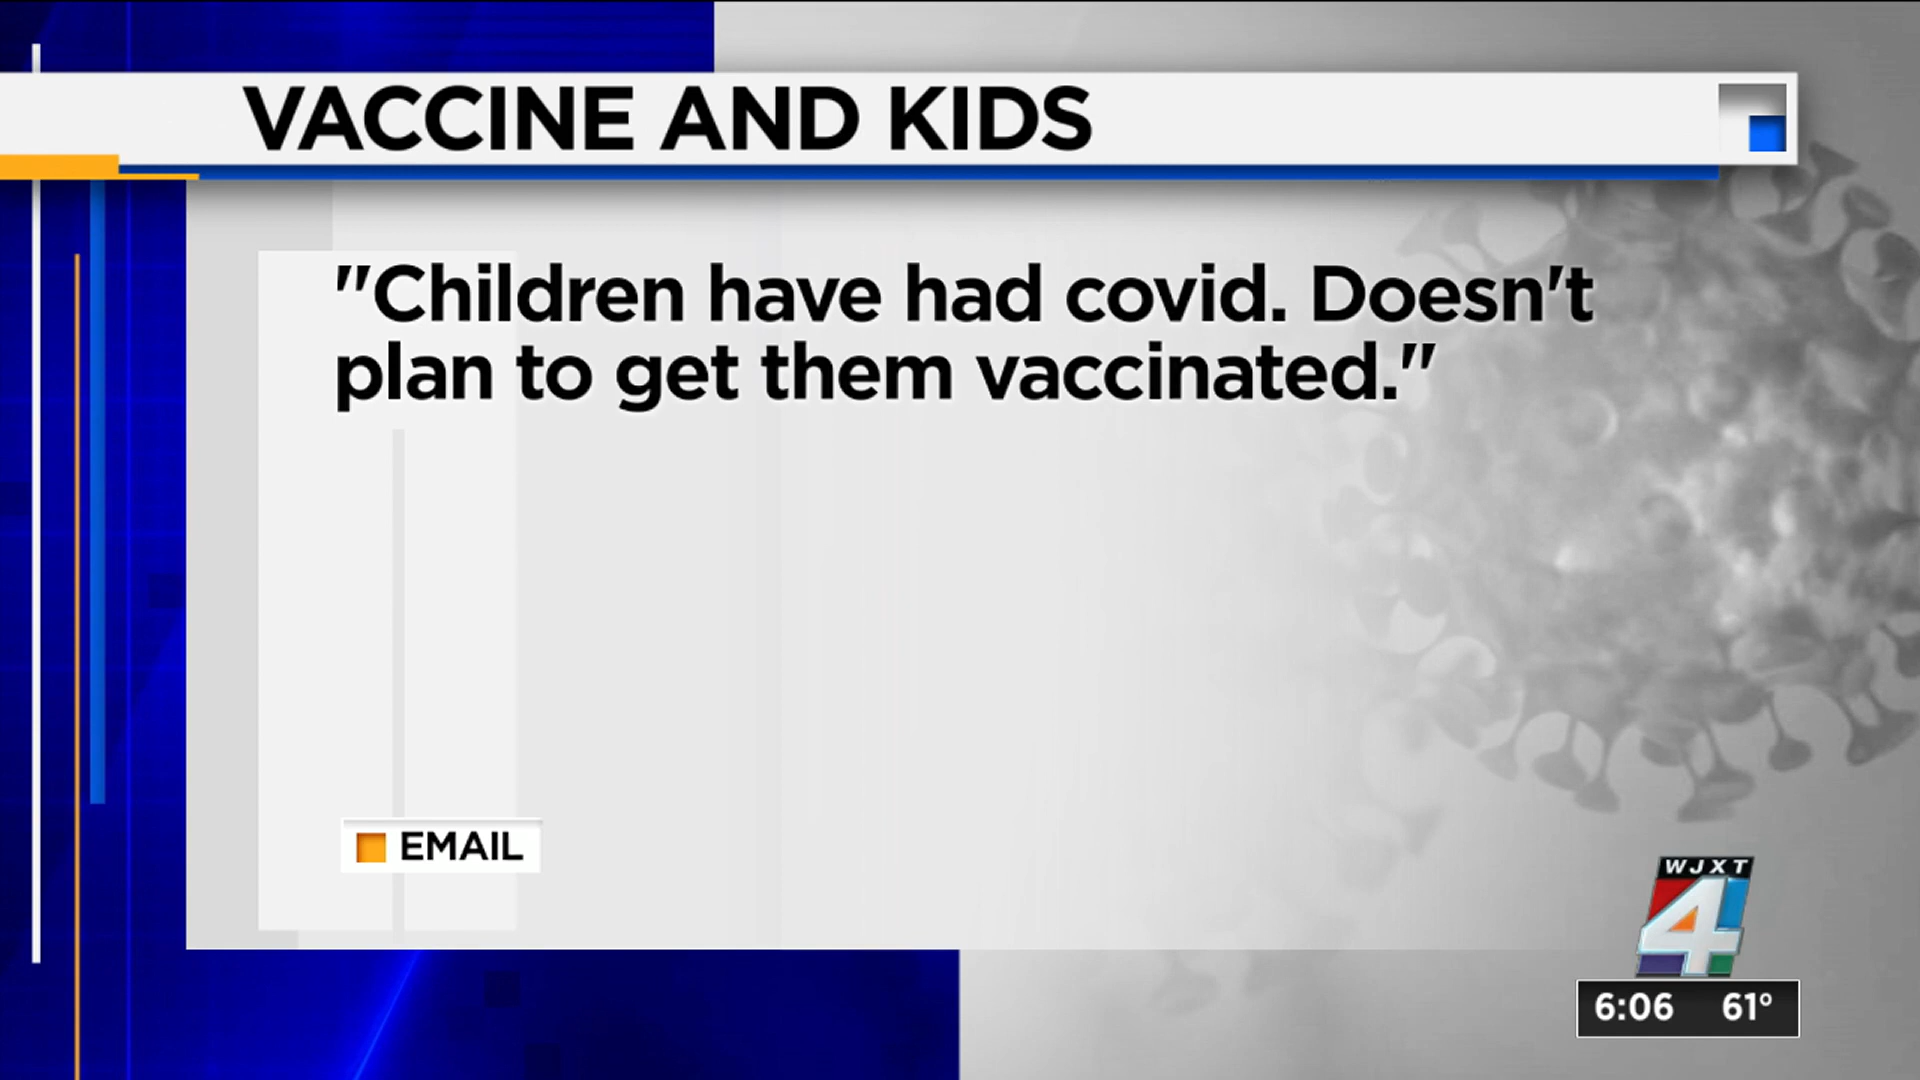 VACCINE AND KIDS
"Children have had covid. Doesn't
plan to get them vaccinated."
EMAIL
WJXT
4
6:06 61°